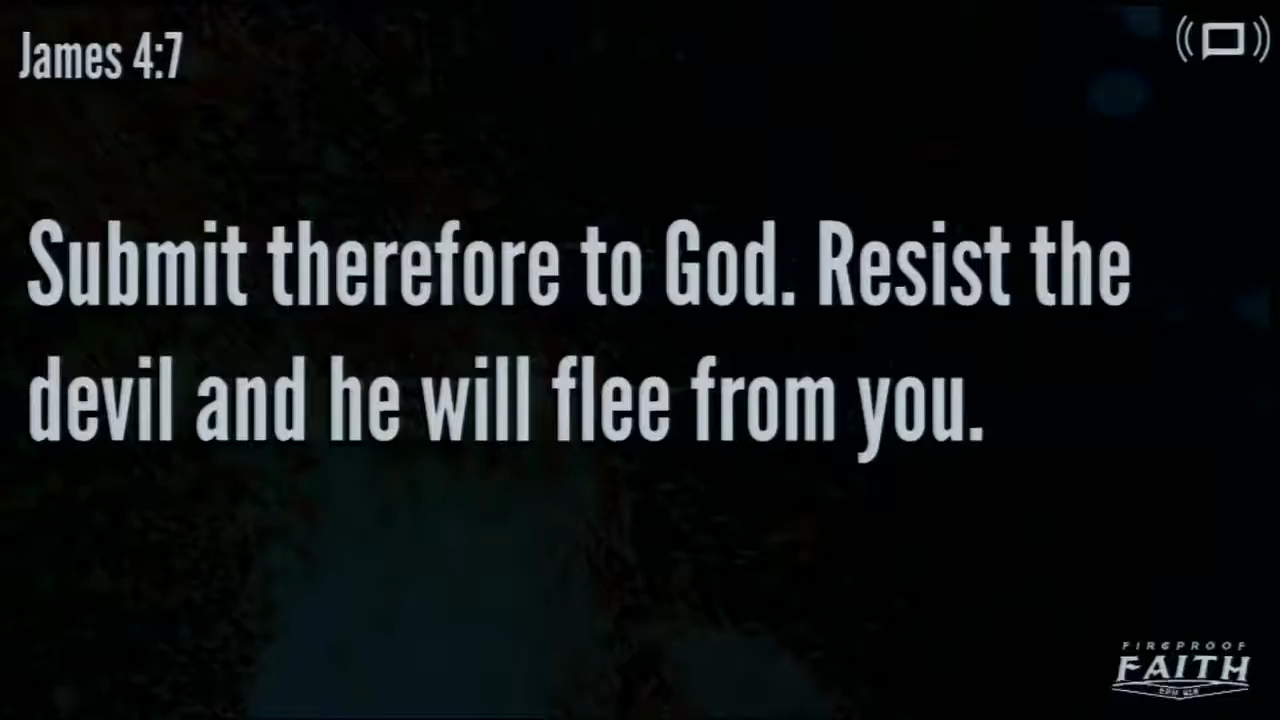 James 4:7
Submit therefore to God. Resist the
devil and he will flee from you.
FIREPROOF
FAITH